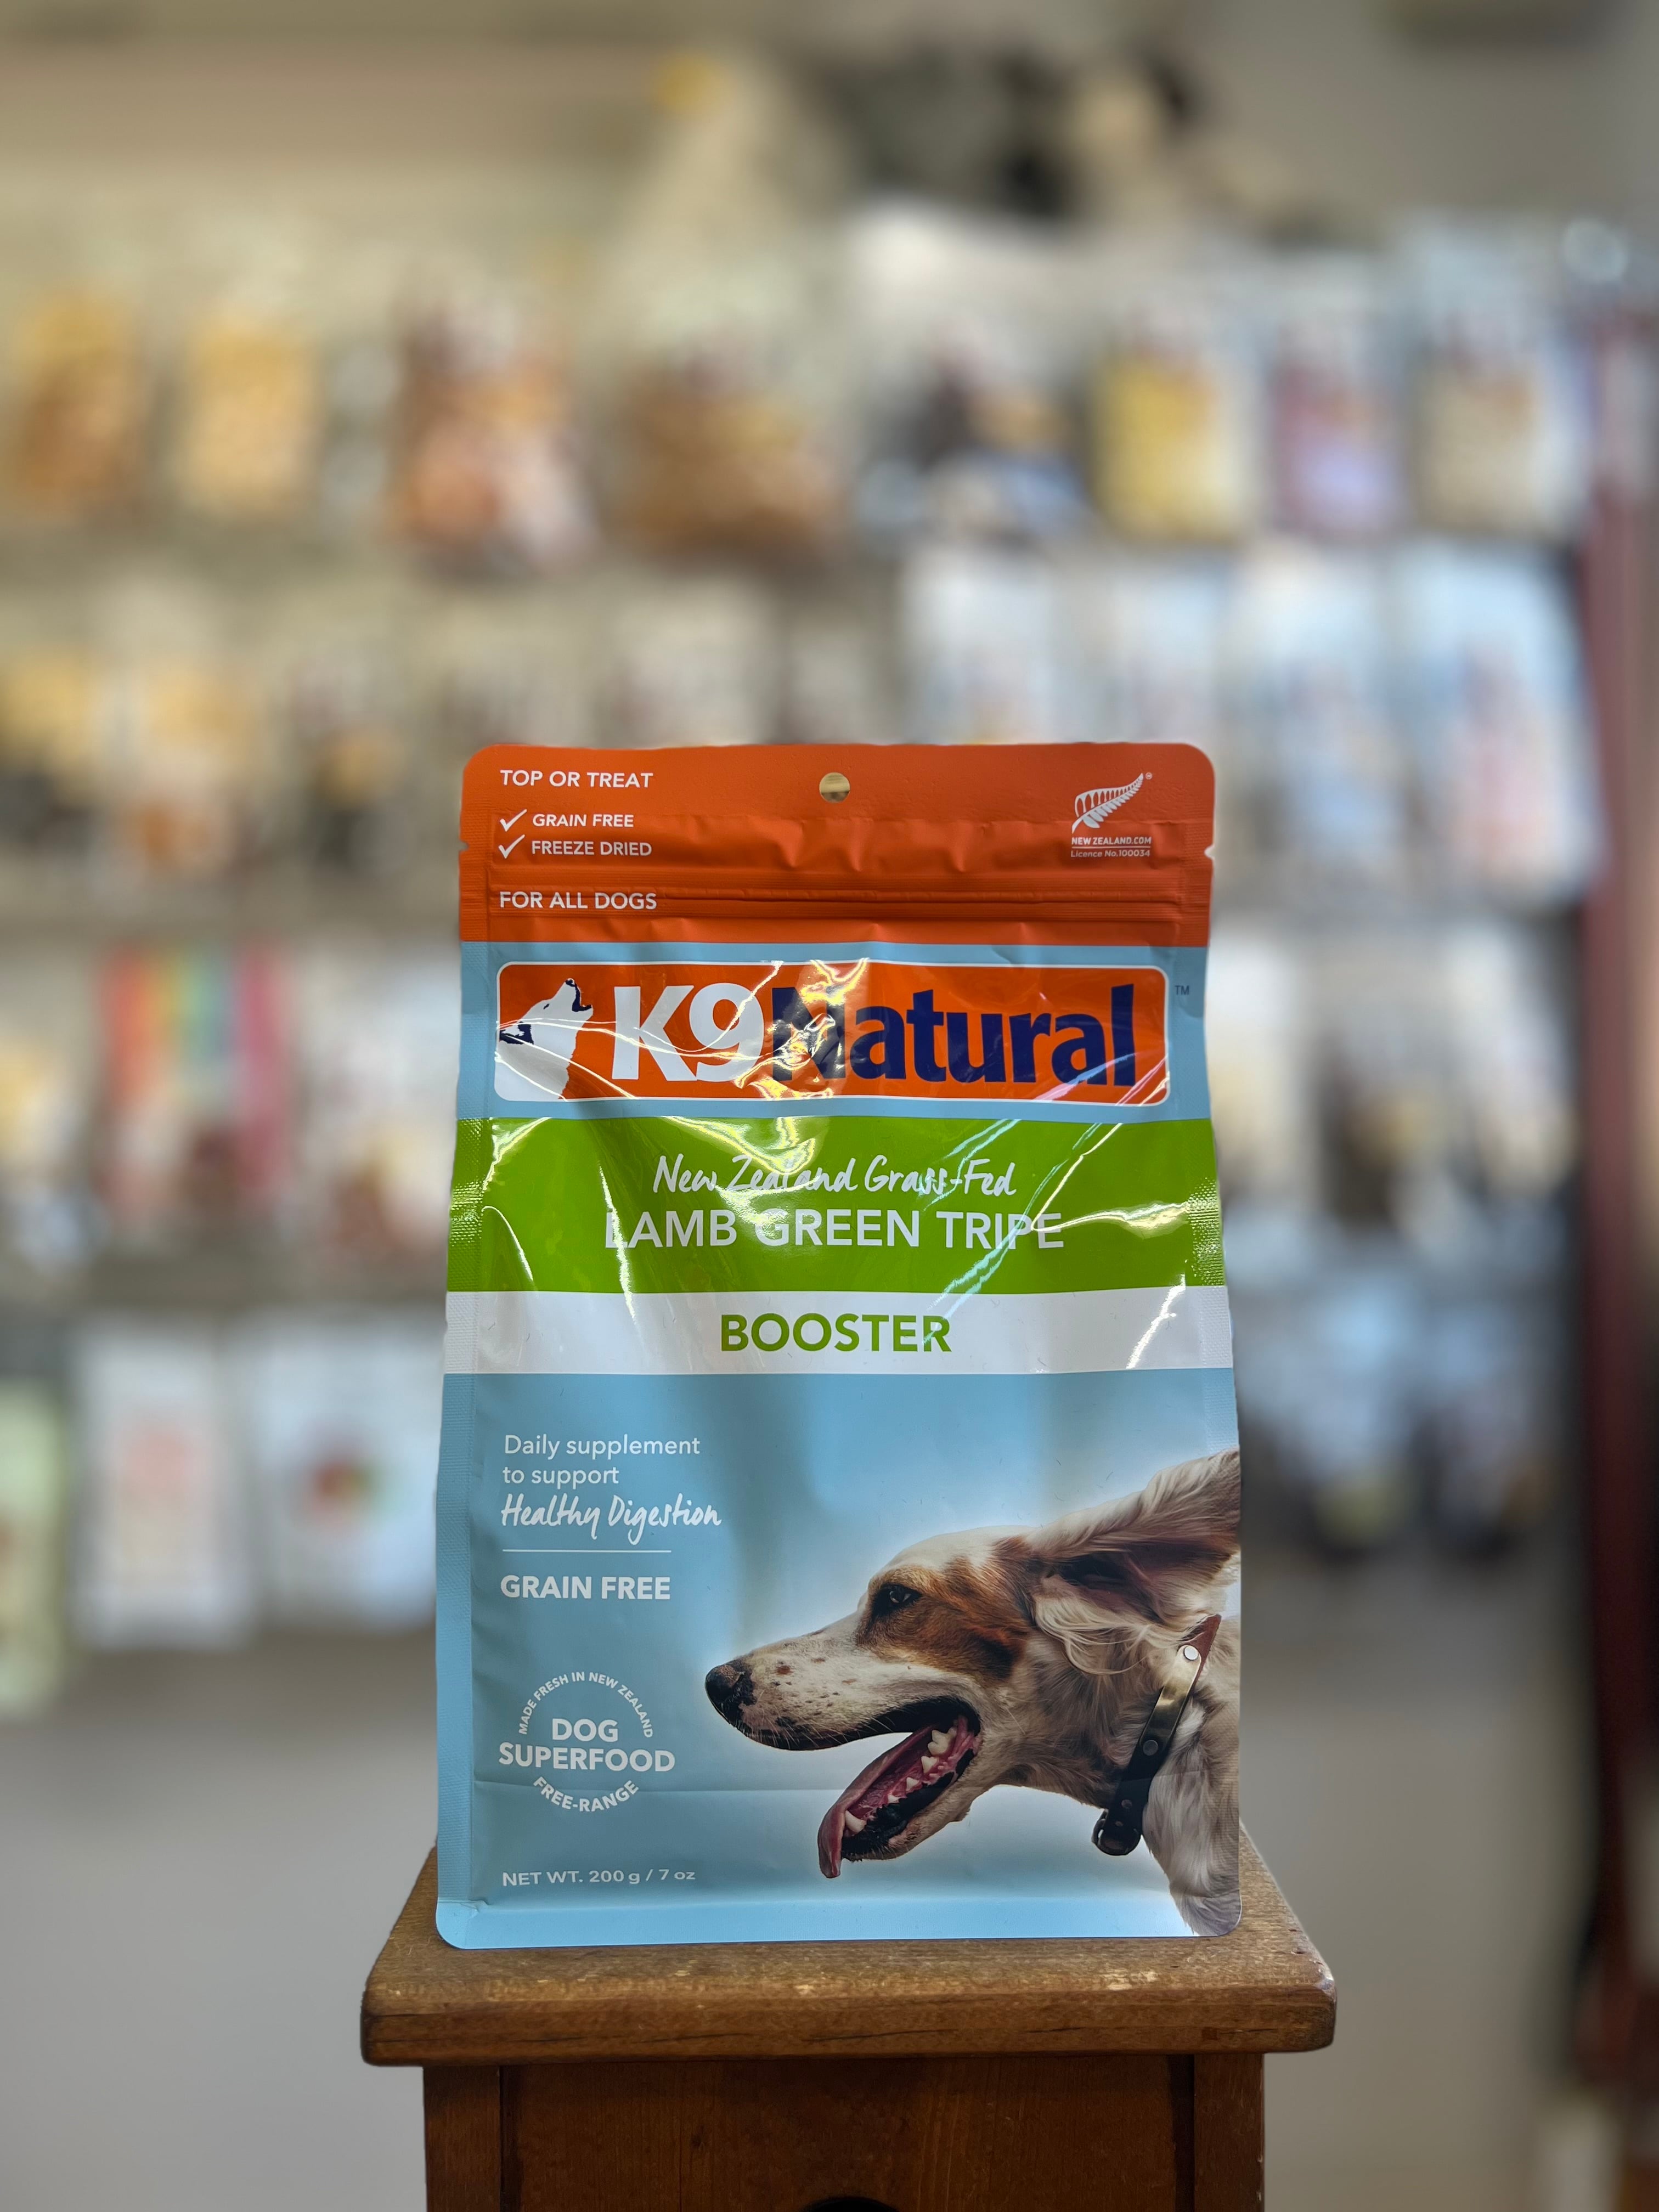 TOP OR TREAT
GRAIN FREE
FREEZE DRIED
FOR ALL DOGS
NEW ZEALAND.COM
Licence No.100034
K9 Natural™
New Zealand Grass-Fed
LAMB GREEN TRIPE
BOOSTER
Daily supplement
to support
Healthy Digestion
GRAIN FREE
MADE FRESH IN NEW ZEALAND
DOG
SUPERFOOD
FREE-RANGE
NET WT. 200 g / 7 oz